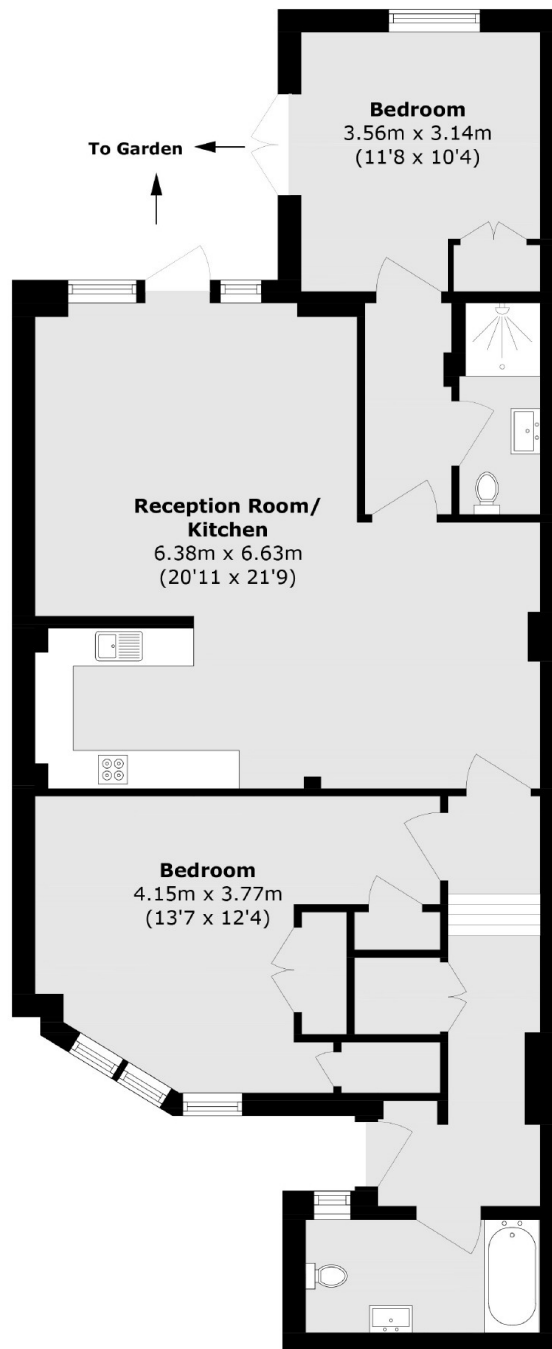 Bedroom
3.56m x 3.14m
(11'8 x 10'4)
To Garden
Reception Room/
Kitchen
6.38m x 6.63m
(20'11 x 21'9)
Bedroom
4.15m x 3.77m
(13'7 x 12'4)